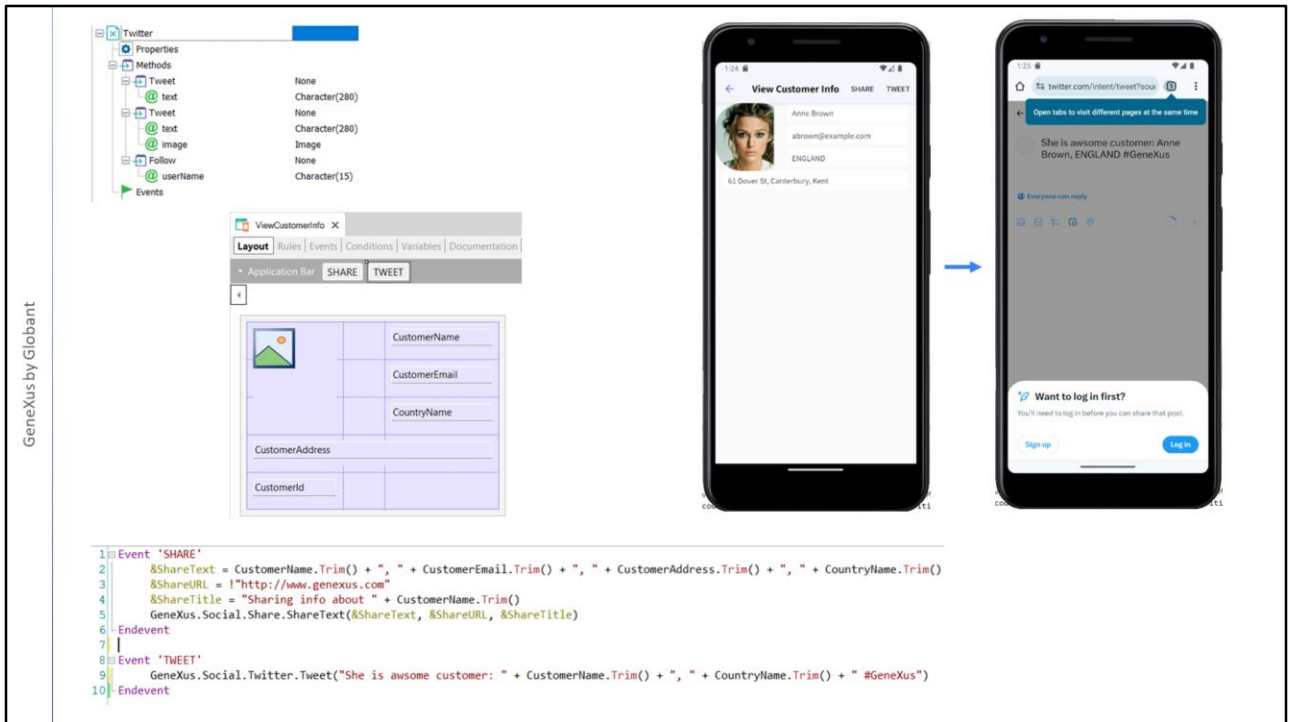 GeneXus by Globant
Twitter
Properties
Methods
Tweet None
text Character(280)
Tweet None
text Character(280)
image Image
Follow None
userName Character(15)
Events
ViewCustomerInfo X
Layout Rules Events Conditions Variables Documentation
Application Bar SHARE TWEET
CustomerName
CustomerEmail
CountryName
CustomerAddress
CustomerId
1:24
View Customer Info SHARE TWEET
Anne Brown
abrown@example.com
ENGLAND
61 Dover St, Canterbury, Kent
1:25
twitter.com/intent/tweet?sou
Open tabs to visit different pages at the same time
She is awsome customer: Anne
Brown, ENGLAND #GeneXus
Everyone can reply
Want to log in first?
You'll need to log in before you can share that post.
Sign up Log in
1 Event 'SHARE'
2 &ShareText = CustomerName.Trim() + ", " + CustomerEmail.Trim() + ", " + CustomerAddress.Trim() + ", " + CountryName.Trim()
3 &ShareURL = !"http://www.genexus.com"
4 &ShareTitle = "Sharing info about " + CustomerName.Trim()
5 GeneXus.Social.Share.ShareText(&ShareText, &ShareURL, &ShareTitle)
6 Endevent
7
8 Event 'TWEET'
9 GeneXus.Social.Twitter.Tweet("She is awsome customer: " + CustomerName.Trim() + ", " + CountryName.Trim() + " #GeneXus")
10 Endevent